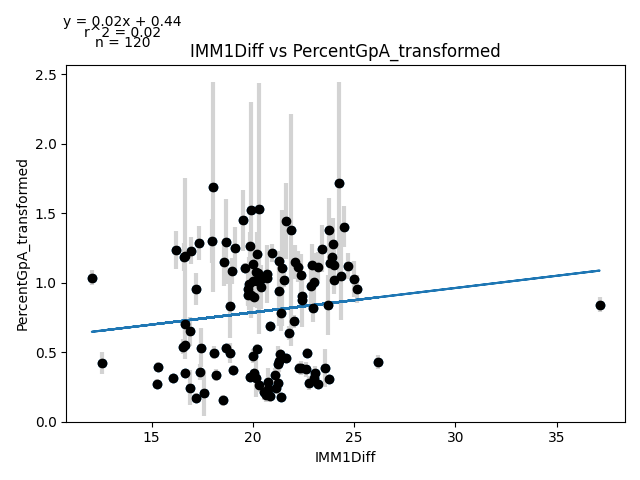 y = 0.02x + 0.44
r^2 = 0.02
n = 120
IMM1Diff vs PercentGpA_transformed
PercentGpA_transformed
2.5
2.0
1.5
1.0
0.5
0.0
15
20
25
30
35
IMM1Diff